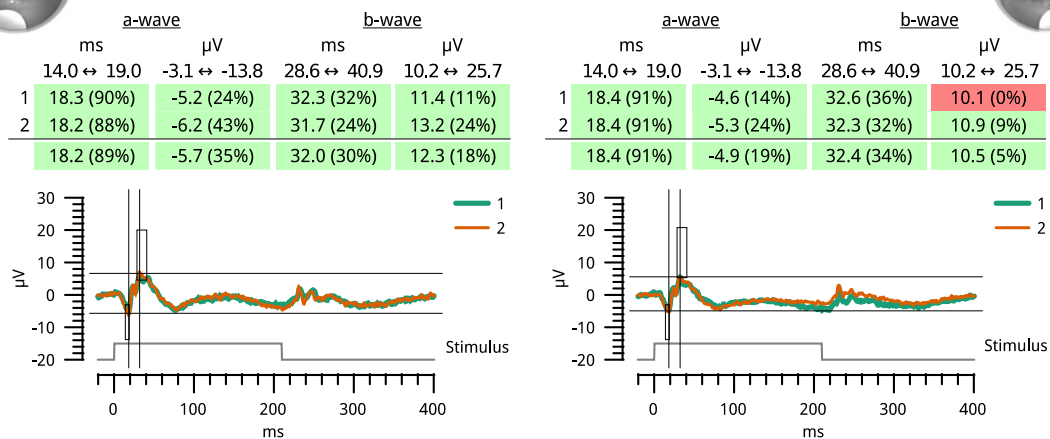 a-wave b-wave
ms µV ms µV
14.0 ↔ 19.0 -3.1 ↔ -13.8 28.6 ↔ 40.9 10.2 ↔ 25.7
1 18.3 (90%) -5.2 (24%) 32.3 (32%) 11.4 (11%)
2 18.2 (88%) -6.2 (43%) 31.7 (24%) 13.2 (24%)
18.2 (89%) -5.7 (35%) 32.0 (30%) 12.3 (18%)
30
20
10
0
-10
-20
µV
1
2
Stimulus
0 100 200 300 400
ms
a-wave b-wave
ms µV ms µV
14.0 ↔ 19.0 -3.1 ↔ -13.8 28.6 ↔ 40.9 10.2 ↔ 25.7
1 18.4 (91%) -4.6 (14%) 32.6 (36%) 10.1 (0%)
2 18.4 (91%) -5.3 (24%) 32.3 (32%) 10.9 (9%)
18.4 (91%) -4.9 (19%) 32.4 (34%) 10.5 (5%)
30
20
10
0
-10
-20
µV
1
2
Stimulus
0 100 200 300 400
ms